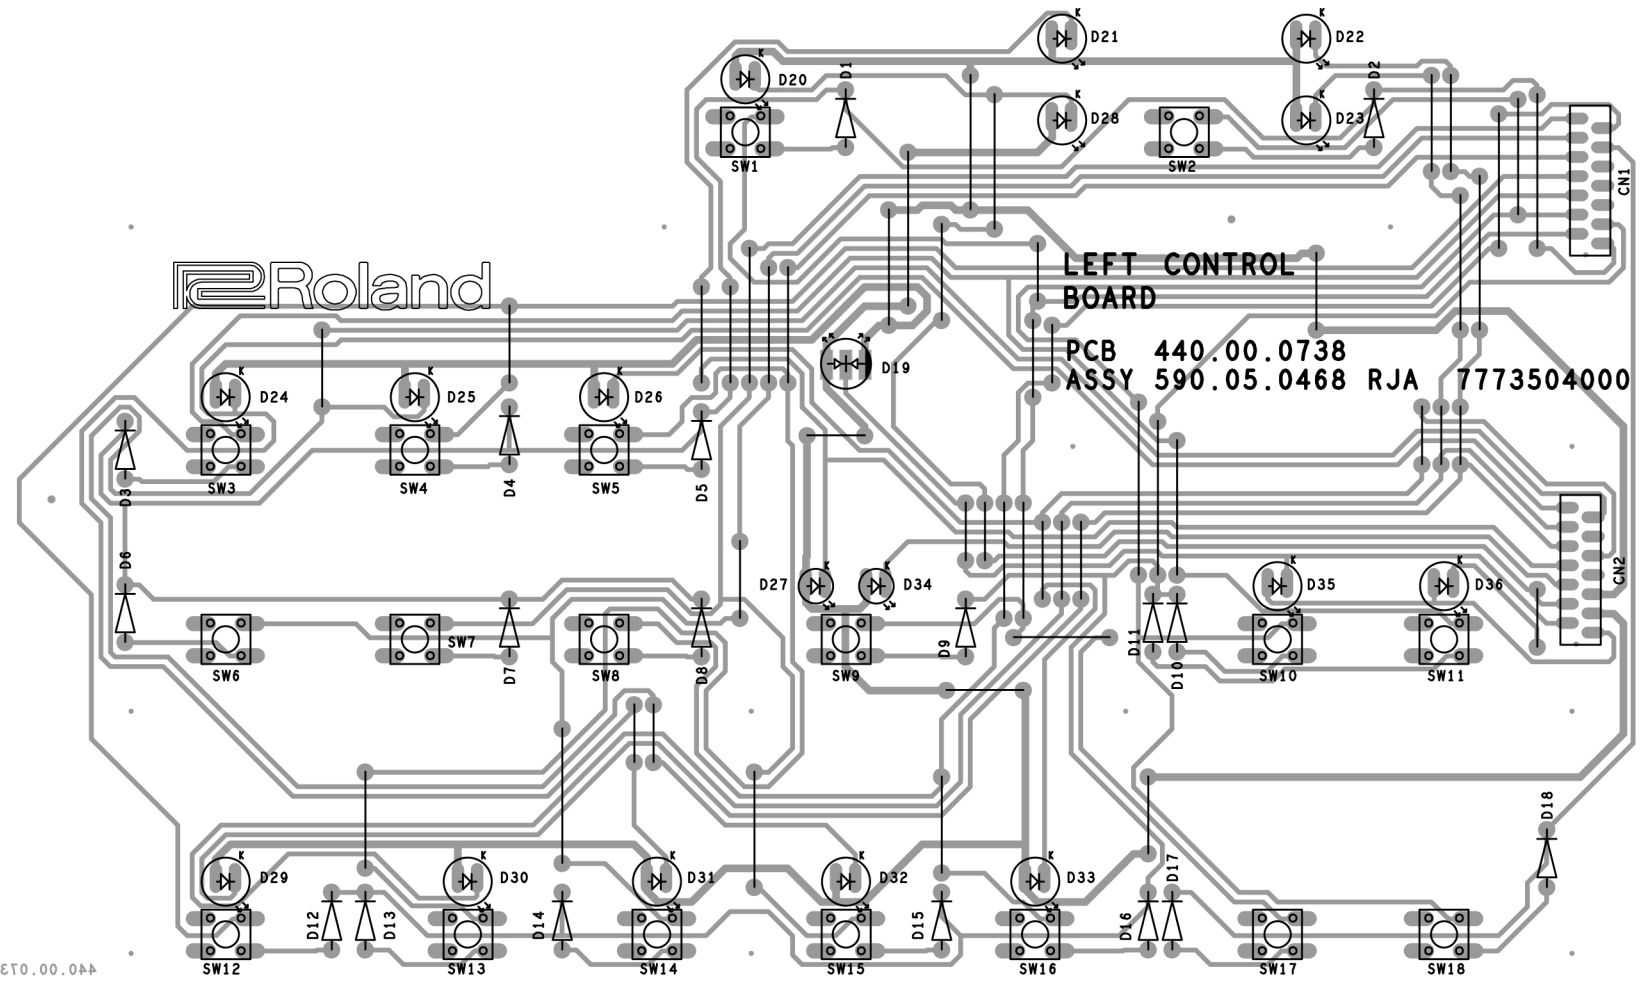 K
D21
K
D22
K
D20
D1
D2
K
D28
K
D23
SW1
SW2
CN1
Roland
LEFT CONTROL
BOARD
PCB 440.00.0738
ASSY 590.05.0468 RJA 7773504000
D19
K
D24
K
D25
K
D26
D3
SW3
SW4
D4
SW5
D5
D6
D27
K
K
D34
K
D35
K
D36
CN2
SW6
SW7
D7
SW8
D8
SW9
D9
D11
D10
SW10
SW11
D18
K
D29
K
D30
K
D31
K
D32
K
D33
D17
D12
D13
D14
D15
D16
SW12
SW13
SW14
SW15
SW16
SW17
SW18
440.00.073